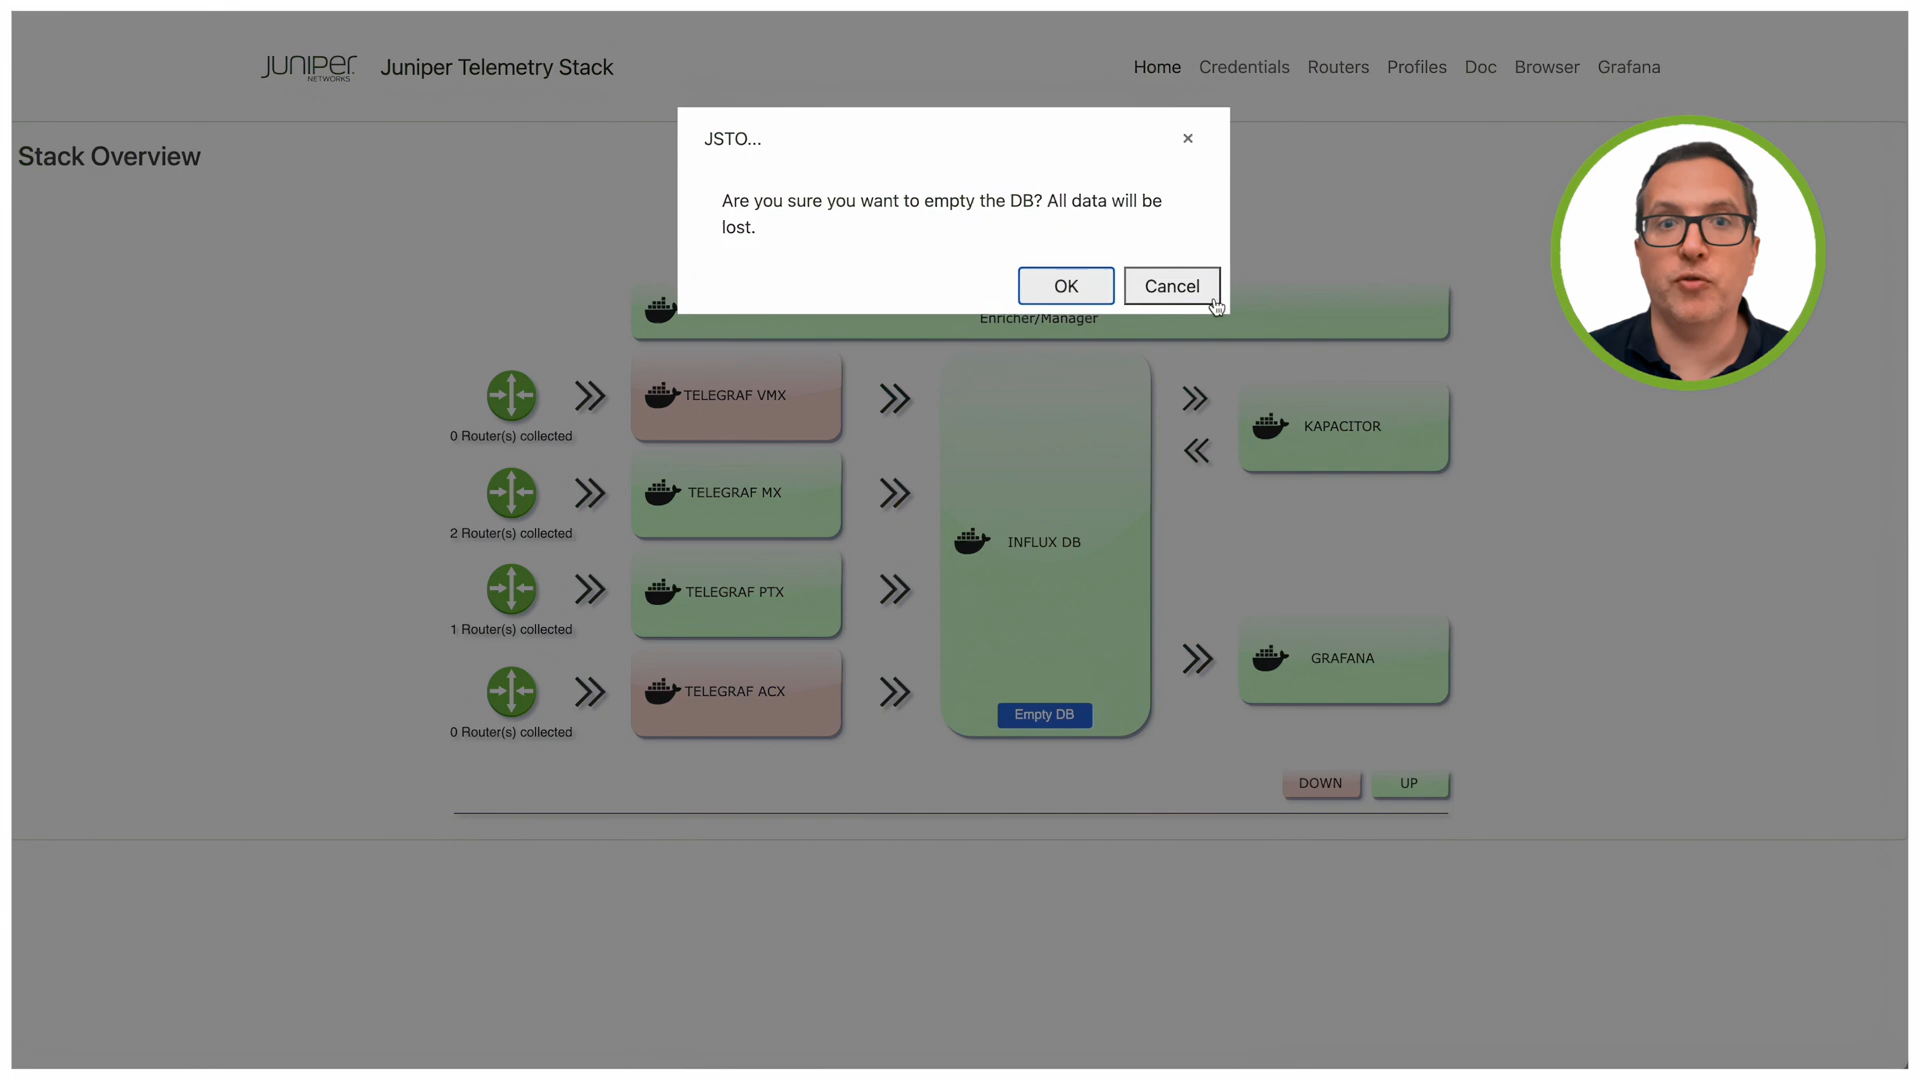 JUNIPER
NETWORKS
Juniper Telemetry Stack
Home Credentials Routers Profiles Doc Browser Grafana
Stack Overview
JSTO...
×
Are you sure you want to empty the DB? All data will be
lost.
OK Cancel
Enricher/Manager
TELEGRAF VMX
0 Router(s) collected
KAPACITOR
TELEGRAF MX
2 Router(s) collected
INFLUX DB
TELEGRAF PTX
1 Router(s) collected
GRAFANA
TELEGRAF ACX
0 Router(s) collected
Empty DB
DOWN UP